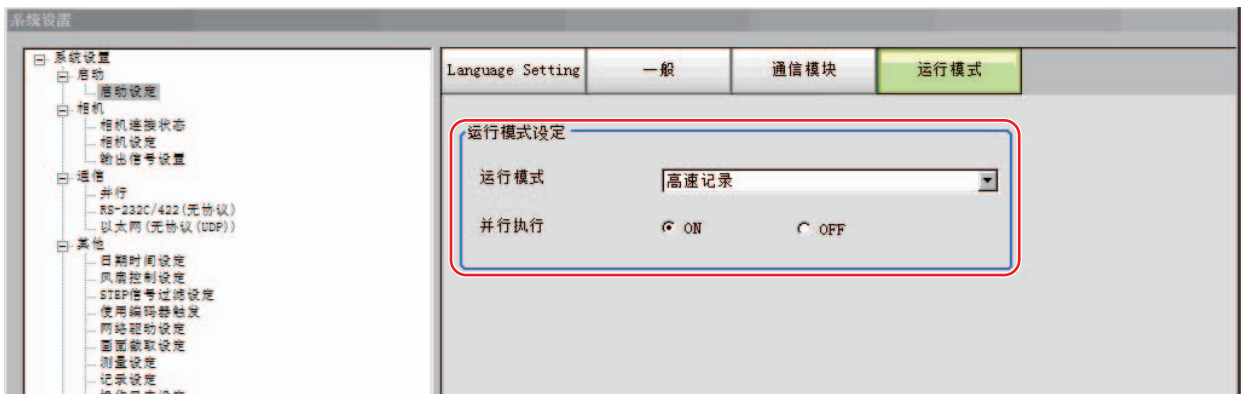 系统设置
系统设置
启动
启动设定
相机
相机连接状态
相机设定
输出信号设置
通信
并行
RS-232C/422(无协议)
以太网(无协议(UDP))
其他
日期时间设定
风扇控制设定
STEP信号过滤设定
使用编码器触发
网络驱动设定
画面截取设定
测量设定
记录设定
Language Setting 一般 通信模块 运行模式
运行模式设定
运行模式 高速记录
并行执行 ON OFF